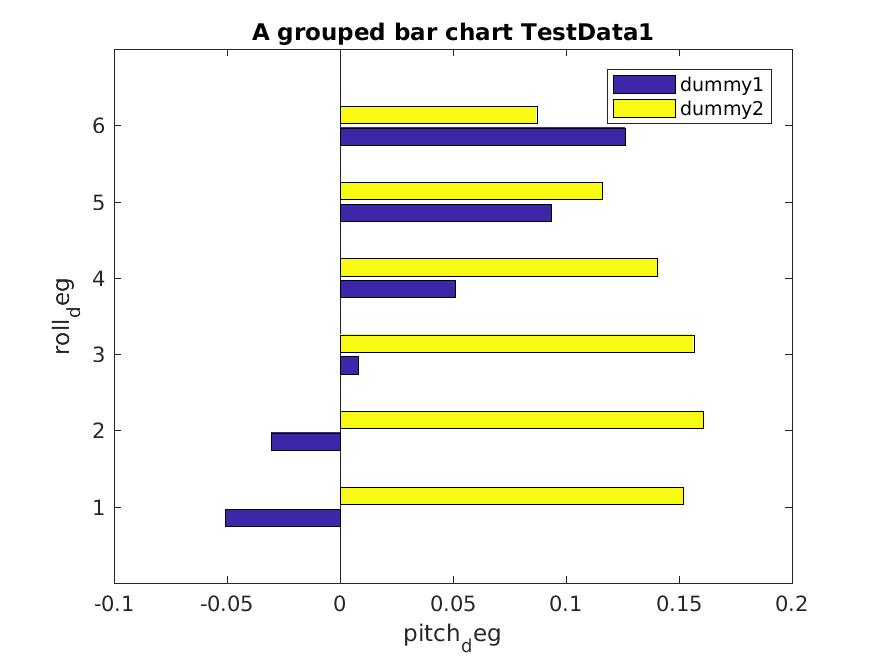 A grouped bar chart TestData1
dummy1
dummy2
6
5
4
3
2
1
roll_deg
-0.1 -0.05 0 0.05 0.1 0.15 0.2
pitch_deg